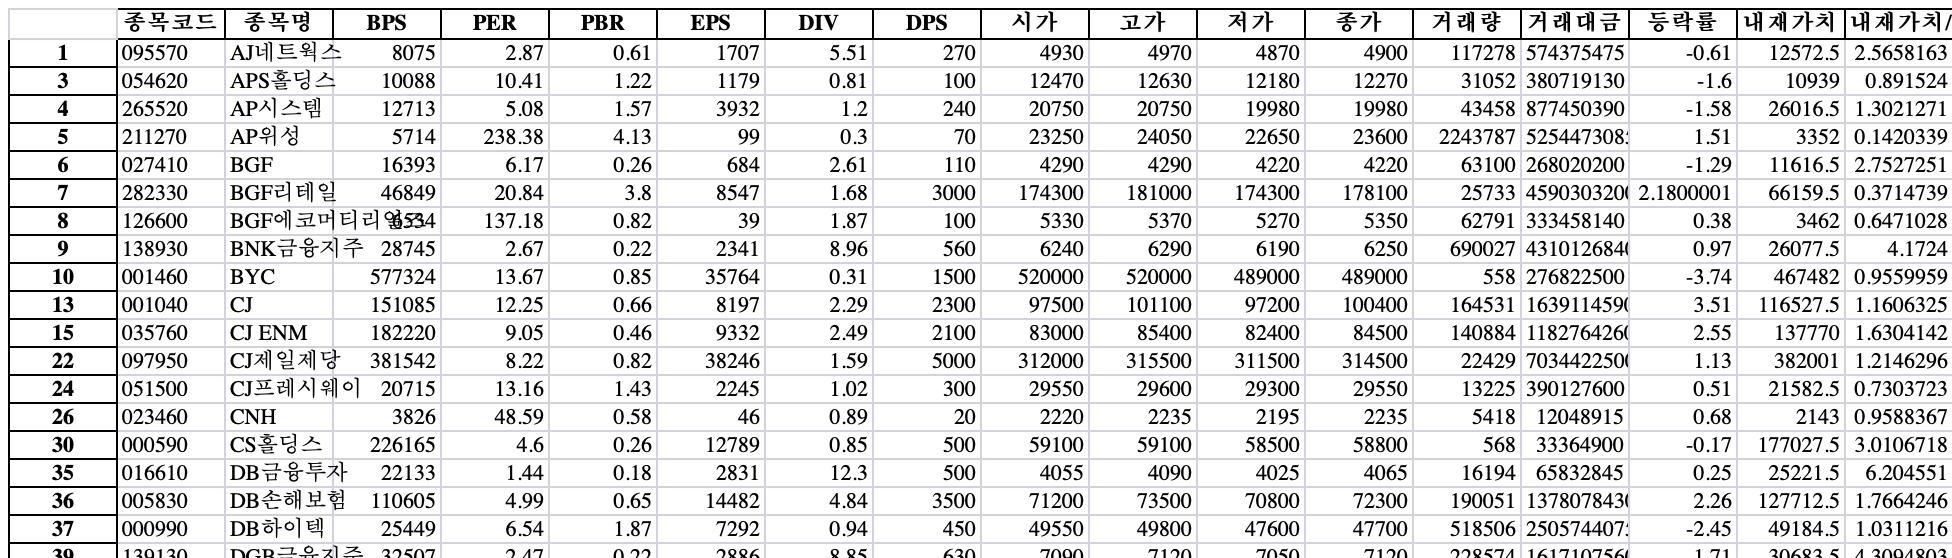 종목코드 종목명 BPS PER PBR EPS DIV DPS 시가 고가 저가 종가 거래량 거래대금 등락률 내재가치 내재가치/
1 095570 AJ네트웍스 8075 2.87 0.61 1707 5.51 270 4930 4970 4870 4900 117278 574375475 -0.61 12572.5 2.5658163
3 054620 APS홀딩스 10088 10.41 1.22 1179 0.81 100 12470 12630 12180 12270 31052 380719130 -1.6 10939 0.891524
4 265520 AP시스템 12713 5.08 1.57 3932 1.2 240 20750 20750 19980 19980 43458 877450390 -1.58 26016.5 1.3021271
5 211270 AP위성 5714 238.38 4.13 99 0.3 70 23250 24050 22650 23600 2243787 525447308 1.51 3352 0.1420339
6 027410 BGF 16393 6.17 0.26 684 2.61 110 4290 4290 4220 4220 63100 268020200 -1.29 11616.5 2.7527251
7 282330 BGF리테일 46849 20.84 3.8 8547 1.68 3000 174300 181000 174300 178100 25733 459030320 2.1800001 66159.5 0.3714739
8 126600 BGF에코머티리얼즈 6534 137.18 0.82 39 1.87 100 5330 5370 5270 5350 62791 333458140 0.38 3462 0.6471028
9 138930 BNK금융지주 28745 2.67 0.22 2341 8.96 560 6240 6290 6190 6250 690027 431012684 0.97 26077.5 4.1724
10 001460 BYC 577324 13.67 0.85 35764 0.31 1500 520000 520000 489000 489000 558 276822500 -3.74 467482 0.9559959
13 001040 CJ 151085 12.25 0.66 8197 2.29 2300 97500 101100 97200 100400 164531 163911459 3.51 116527.5 1.1606325
15 035760 CJ ENM 182220 9.05 0.46 9332 2.49 2100 83000 85400 82400 84500 140884 118276426 2.55 137770 1.6304142
22 097950 CJ제일제당 381542 8.22 0.82 38246 1.59 5000 312000 315500 311500 314500 22429 703442250 1.13 382001 1.2146296
24 051500 CJ프레시웨이 20715 13.16 1.43 2245 1.02 300 29550 29600 29300 29550 13225 390127600 0.51 21582.5 0.7303723
26 023460 CNH 3826 48.59 0.58 46 0.89 20 2220 2235 2195 2235 5418 12048915 0.68 2143 0.9588367
30 000590 CS홀딩스 226165 4.6 0.26 12789 0.85 500 59100 59100 58500 58800 568 33364900 -0.17 177027.5 3.0106718
35 016610 DB금융투자 22133 1.44 0.18 2831 12.3 500 4055 4090 4025 4065 16194 65832845 0.25 25221.5 6.204551
36 005830 DB손해보험 110605 4.99 0.65 14482 4.84 3500 71200 73500 70800 72300 190051 137807843 2.26 127712.5 1.7664246
37 000990 DB하이텍 25449 6.54 1.87 7292 0.94 450 49550 49800 47600 47700 518506 250574407 -2.45 49184.5 1.0311216
39 139130 DGB금융지주 32507 2.47 0.22 2886 8.85 630 7090 7120 7050 7120 228574 161710756 1.71 30683.5 4.3094803